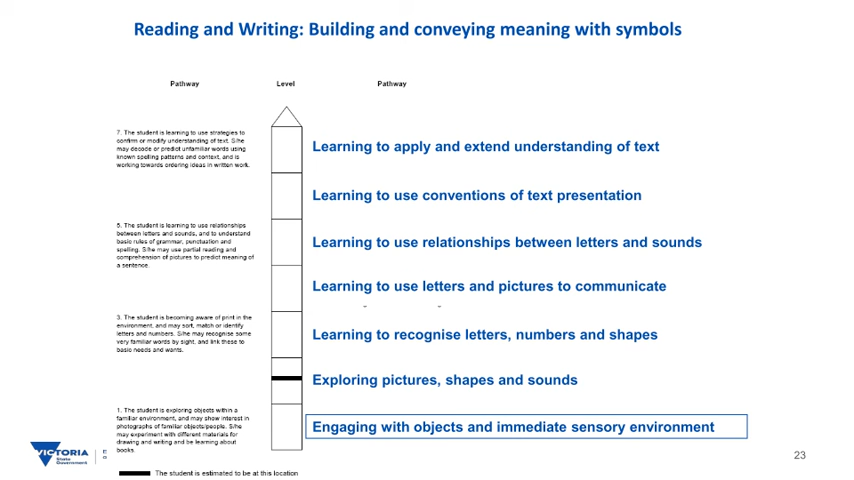 Reading and Writing: Building and conveying meaning with symbols
Pathway
Level
Pathway
7. The student is learning to use strategies to
confirm or modify understanding of text. S/he
may decode or predict unfamiliar words using
known spelling patterns and context, and is
working towards ordering ideas in written work.
Learning to apply and extend understanding of text
Learning to use conventions of text presentation
5. The student is learning to use relationships
between letters and sounds, and to understand
basic rules of grammar, punctuation and
spelling. S/he may use partial reading and
comprehension of pictures to predict meaning of
a sentence.
Learning to use relationships between letters and sounds
Learning to use letters and pictures to communicate
3. The student is becoming aware of print in the
environment, and may sort, match or identify
letters and numbers. S/he may recognise some
very familiar words by sight, and link these to
basic needs and wants.
Learning to recognise letters, numbers and shapes
Exploring pictures, shapes and sounds
1. The student is exploring objects within a
familiar environment, and may show interest in
photographs of familiar objects/people. S/he
may experiment with different materials for
drawing and writing and be learning about
books.
Engaging with objects and immediate sensory environment
VICTORIA
State
Government
23
The student is estimated to be at this location